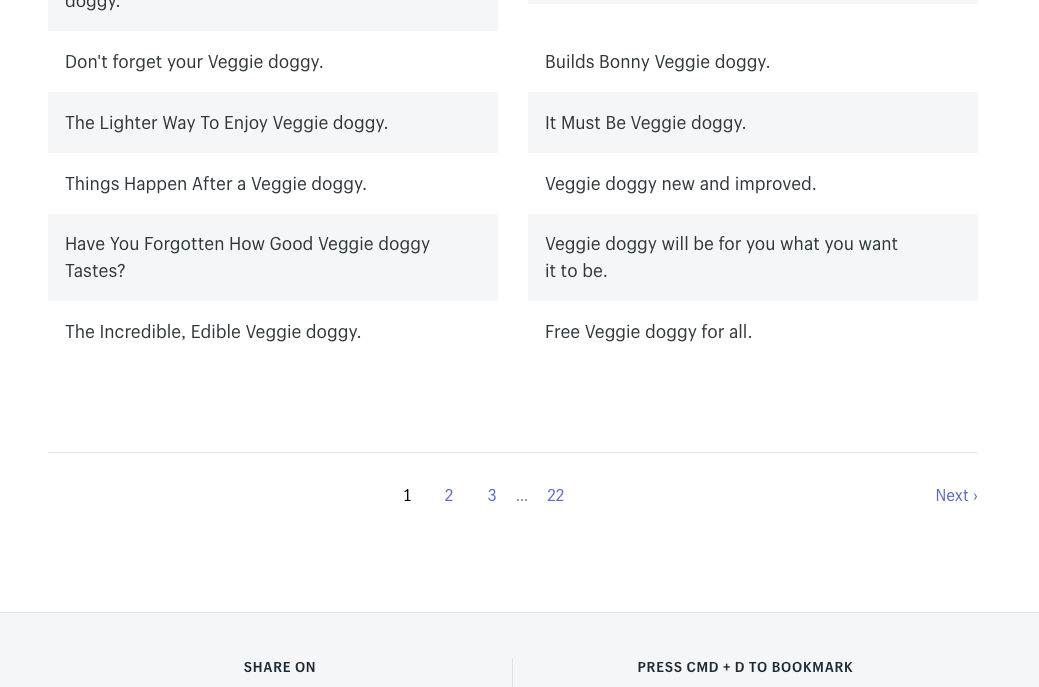 doggy.
Don't forget your Veggie doggy.
Builds Bonny Veggie doggy.
The Lighter Way To Enjoy Veggie doggy.
It Must Be Veggie doggy.
Things Happen After a Veggie doggy.
Veggie doggy new and improved.
Have You Forgotten How Good Veggie doggy
Tastes?
Veggie doggy will be for you what you want
it to be.
The Incredible, Edible Veggie doggy.
Free Veggie doggy for all.
1 2 3 ... 22 Next ›
SHARE ON
PRESS CMD + D TO BOOKMARK